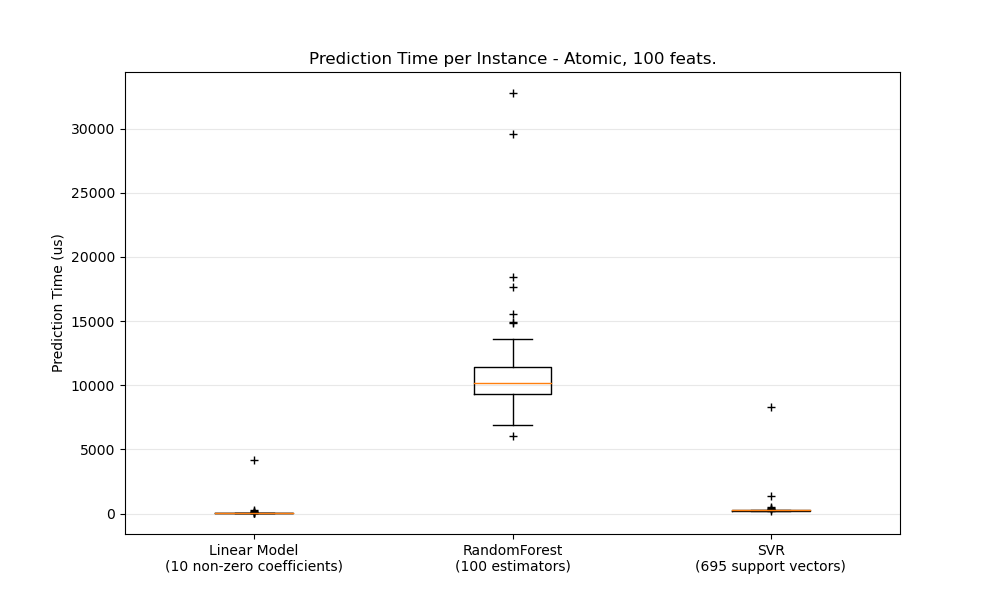 Prediction Time per Instance - Atomic, 100 feats.
Prediction Time (us)
30000
25000
20000
15000
10000
5000
0
Linear Model
(10 non-zero coefficients)
RandomForest
(100 estimators)
SVR
(695 support vectors)